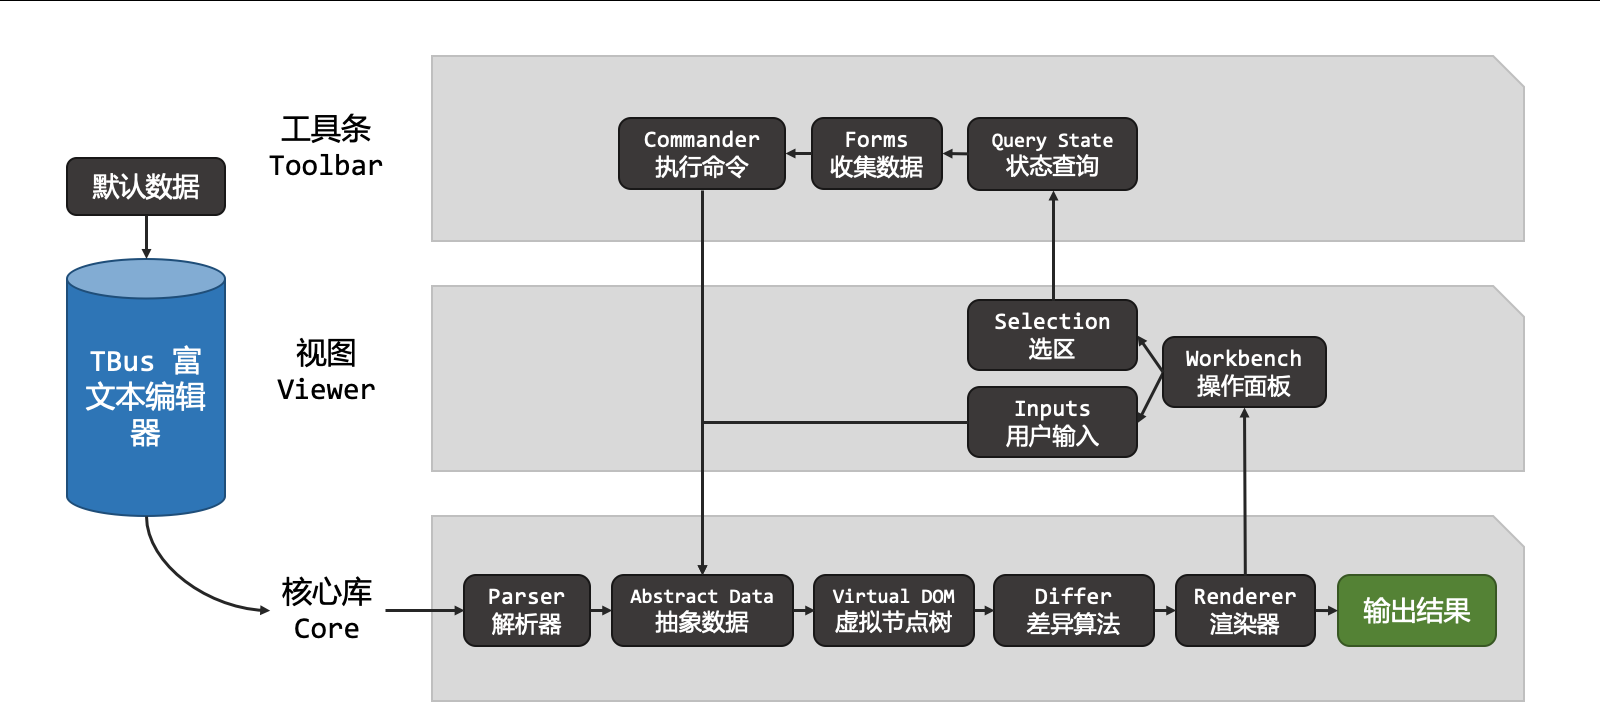 默认数据
TBus 富
文本编辑
器
工具条
Toolbar
Commander
执行命令
Forms
收集数据
Query State
状态查询
视图
Viewer
Selection
选区
Inputs
用户输入
Workbench
操作面板
核心库
Core
Parser
解析器
Abstract Data
抽象数据
Virtual DOM
虚拟节点树
Differ
差异算法
Renderer
渲染器
输出结果